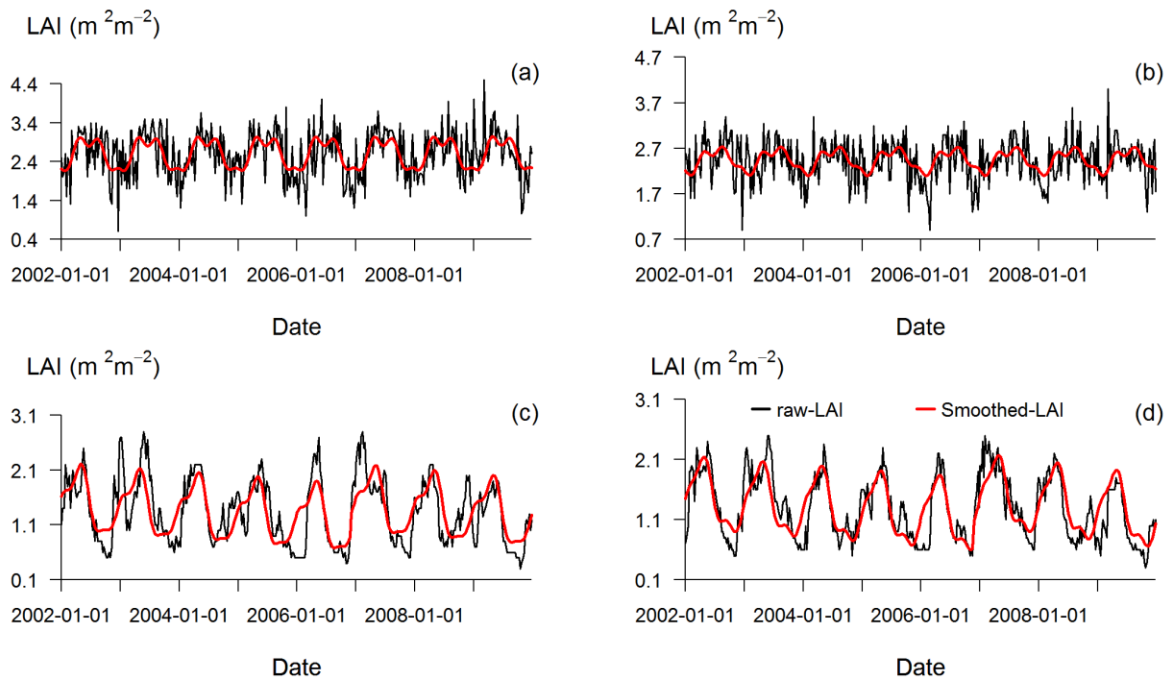 LAI (m ²m⁻²)
(a)
4.4
3.4
2.4
1.4
0.4
2002-01-01 2004-01-01 2006-01-01 2008-01-01
Date
LAI (m ²m⁻²)
(b)
4.7
3.7
2.7
1.7
0.7
2002-01-01 2004-01-01 2006-01-01 2008-01-01
Date
LAI (m ²m⁻²)
(c)
3.1
2.1
1.1
0.1
2002-01-01 2004-01-01 2006-01-01 2008-01-01
Date
LAI (m ²m⁻²)
raw-LAI Smoothed-LAI (d)
3.1
2.1
1.1
0.1
2002-01-01 2004-01-01 2006-01-01 2008-01-01
Date